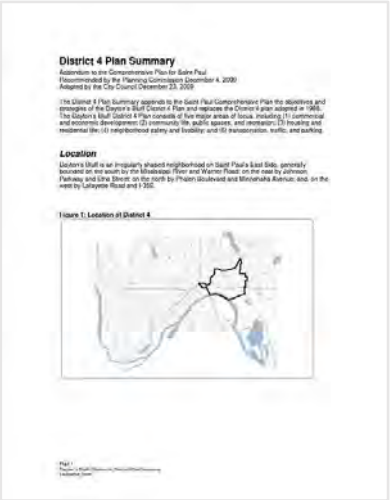 District 4 Plan Summary
Addendum to the Comprehensive Plan for Saint Paul
Recommended by the Planning Commission December 4, 2009
Adopted by the City Council December 23, 2009
The District 4 Plan Summary appends to the Saint Paul Comprehensive Plan the objectives and
strategies of the Dayton's Bluff District 4 Plan and replaces the District 4 plan adopted in 1986.
The Dayton's Bluff District 4 Plan consists of five major areas of focus, including (1) commercial
and economic development; (2) community life, public spaces, and recreation; (3) housing and
residential life; (4) neighborhood safety and livability; and (5) transportation, traffic, and parking.
Location
Dayton's Bluff is an irregularly shaped neighborhood on Saint Paul's East Side, generally
bounded on the south by the Mississippi River and Warner Road; on the east by Johnson
Parkway and Etna Street; on the north by Phalen Boulevard and Minnehaha Avenue; and, on the
west by Lafayette Road and I-35E.
Figure 1: Location of District 4
Page 1